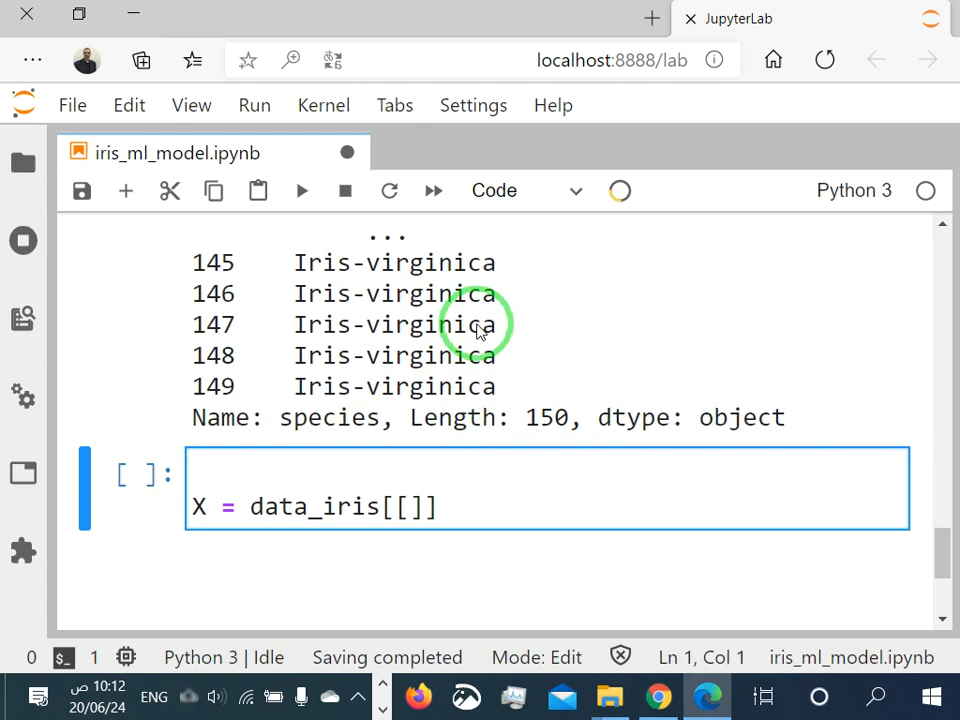 JupyterLab
localhost:8888/lab
File Edit View Run Kernel Tabs Settings Help
iris_ml_model.ipynb
Code Python 3
...
145 Iris-virginica
146 Iris-virginica
147 Iris-virginica
148 Iris-virginica
149 Iris-virginica
Name: species, Length: 150, dtype: object
[ ]:
X = data_iris[[]]
0 $_ 1 Python 3 | Idle Saving completed Mode: Edit Ln 1, Col 1 iris_ml_model.ipynb
10:12 ص ENG
20/06/24